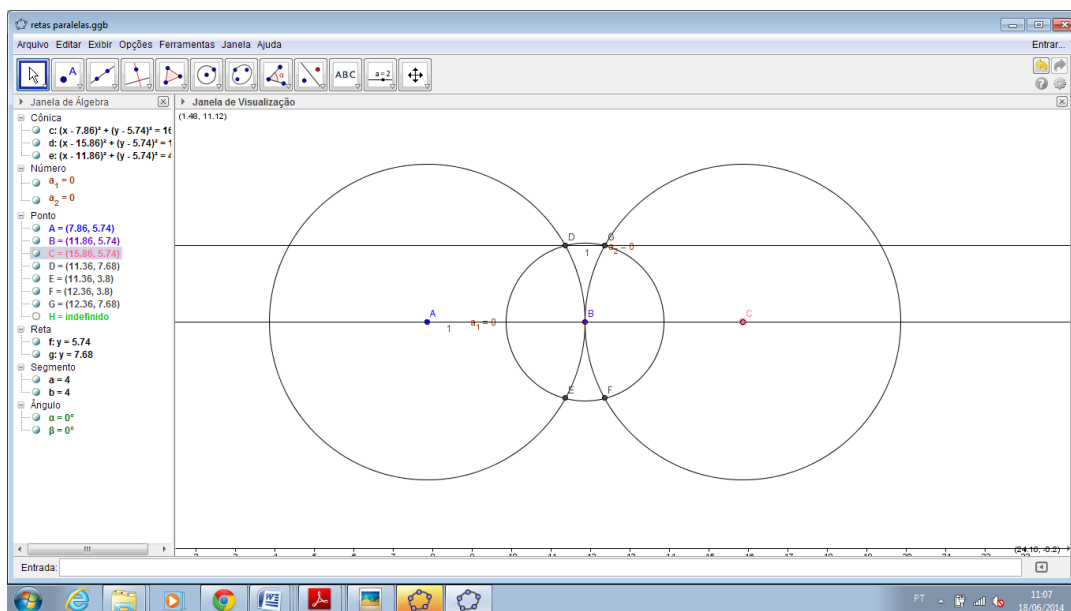 retas paralelas.ggb
Arquivo Editar Exibir Opções Ferramentas Janela Ajuda
Entrar...
A
α
ABC
a=2
Janela de Álgebra
Janela de Visualização
Cônica
c: (x - 7.86)² + (y - 5.74)² = 16
d: (x - 15.86)² + (y - 5.74)² = 1
e: (x - 11.86)² + (y - 5.74)² = 4
Número
a₁ = 0
a₂ = 0
Ponto
A = (7.86, 5.74)
B = (11.86, 5.74)
C = (15.86, 5.74)
D = (11.36, 7.68)
E = (11.36, 3.8)
F = (12.36, 3.8)
G = (12.36, 7.68)
H = indefinido
Reta
f: y = 5.74
g: y = 7.68
Segmento
a = 4
b = 4
Ângulo
α = 0°
β = 0°
(1.48, 11.12)
D G
1 a₂ = 0
A B C
1 a₁ = 0
E F
(24.16, -0.2)
Entrada:
PT
11:07
18/06/2014